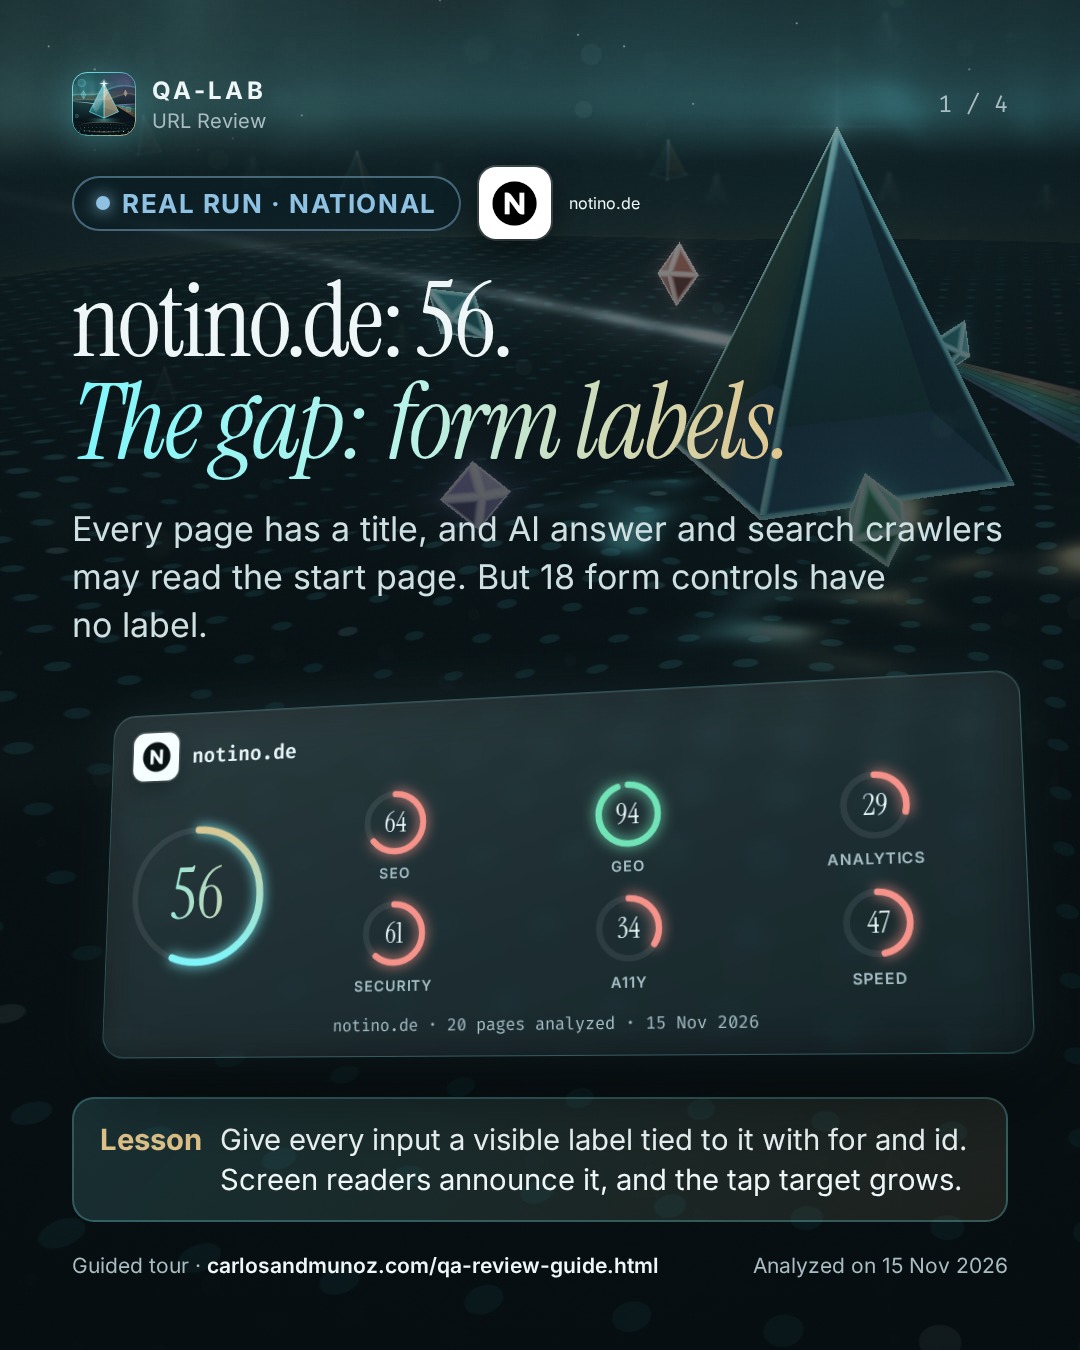 QA-LAB
URL Review
1 / 4
REAL RUN · NATIONAL
N
notino.de
notino.de: 56.
The gap: form labels.
Every page has a title, and AI answer and search crawlers
may read the start page. But 18 form controls have
no label.
N
notino.de
56
64
SEO
94
GEO
29
ANALYTICS
61
SECURITY
34
A11Y
47
SPEED
notino.de · 20 pages analyzed · 15 Nov 2026
Lesson
Give every input a visible label tied to it with for and id.
Screen readers announce it, and the tap target grows.
Guided tour · carlosandmunoz.com/qa-review-guide.html
Analyzed on 15 Nov 2026